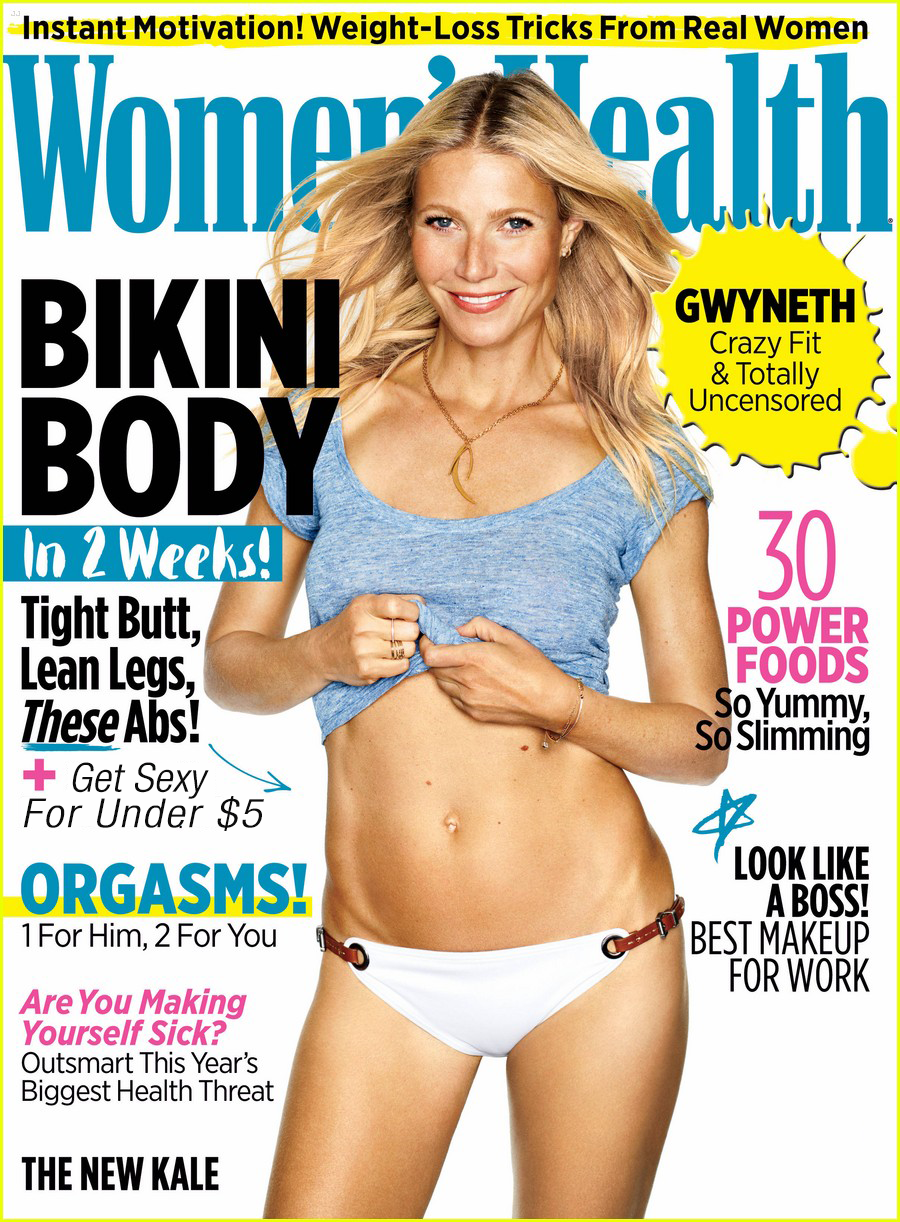 Instant Motivation! Weight-Loss Tricks From Real Women
Women's Health
BIKINI
BODY
In 2 Weeks!
Tight Butt,
Lean Legs,
These Abs!
+ Get Sexy
For Under $5
ORGASMS!
1 For Him, 2 For You
Are You Making
Yourself Sick?
Outsmart This Year's
Biggest Health Threat
THE NEW KALE
GWYNETH
Crazy Fit
& Totally
Uncensored
30
POWER
FOODS
So Yummy,
So Slimming
LOOK LIKE
A BOSS!
BEST MAKEUP
FOR WORK